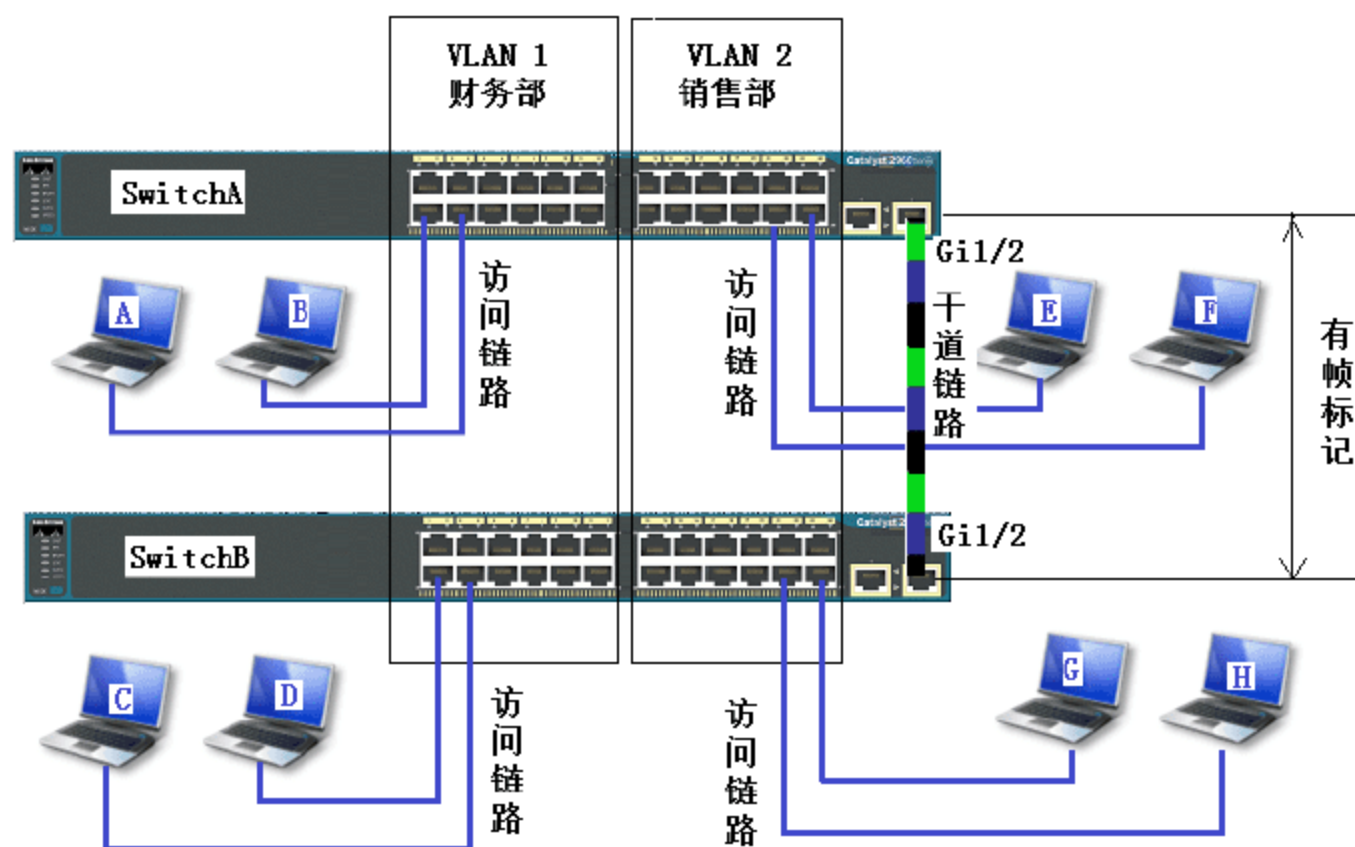 VLAN 1
财务部
VLAN 2
销售部
Catalyst 2960
SwitchA
Gi1/2
A
B
访问链路
访问链路
干道链路
E
F
有帧标记
SwitchB
Gi1/2
C
D
访问链路
访问链路
G
H